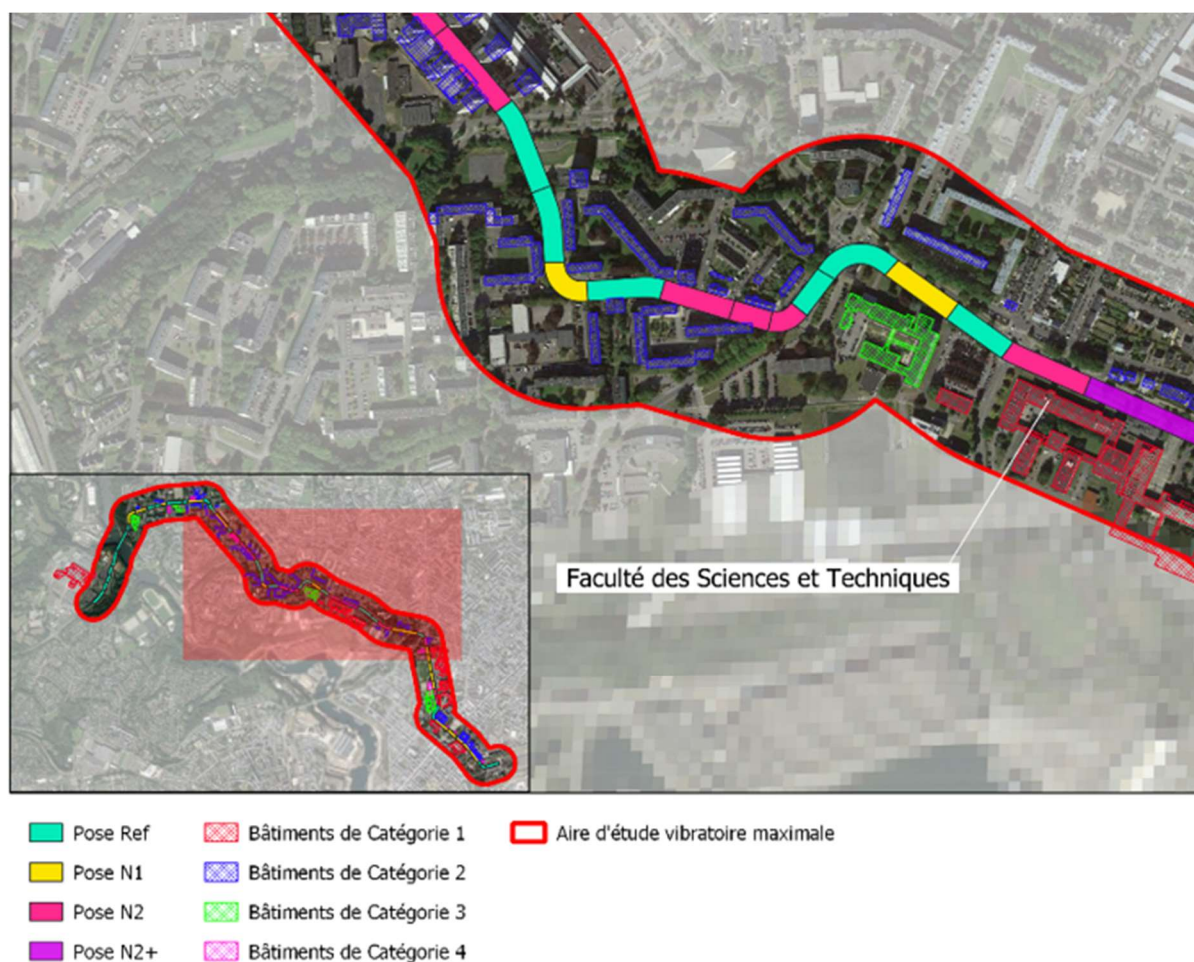 Faculté des Sciences et Techniques
Pose Ref
Bâtiments de Catégorie 1
Aire d'étude vibratoire maximale
Pose N1
Bâtiments de Catégorie 2
Pose N2
Bâtiments de Catégorie 3
Pose N2+
Bâtiments de Catégorie 4